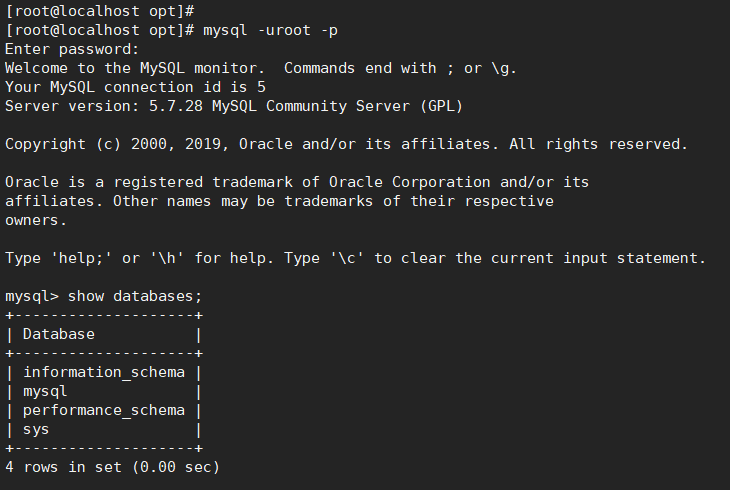 [root@localhost opt]#
[root@localhost opt]# mysql -uroot -p
Enter password:
Welcome to the MySQL monitor.  Commands end with ; or \g.
Your MySQL connection id is 5
Server version: 5.7.28 MySQL Community Server (GPL)

Copyright (c) 2000, 2019, Oracle and/or its affiliates. All rights reserved.

Oracle is a registered trademark of Oracle Corporation and/or its
affiliates. Other names may be trademarks of their respective
owners.

Type 'help;' or '\h' for help. Type '\c' to clear the current input statement.

mysql> show databases;
+--------------------+
| Database           |
+--------------------+
| information_schema |
| mysql              |
| performance_schema |
| sys                |
+--------------------+
4 rows in set (0.00 sec)